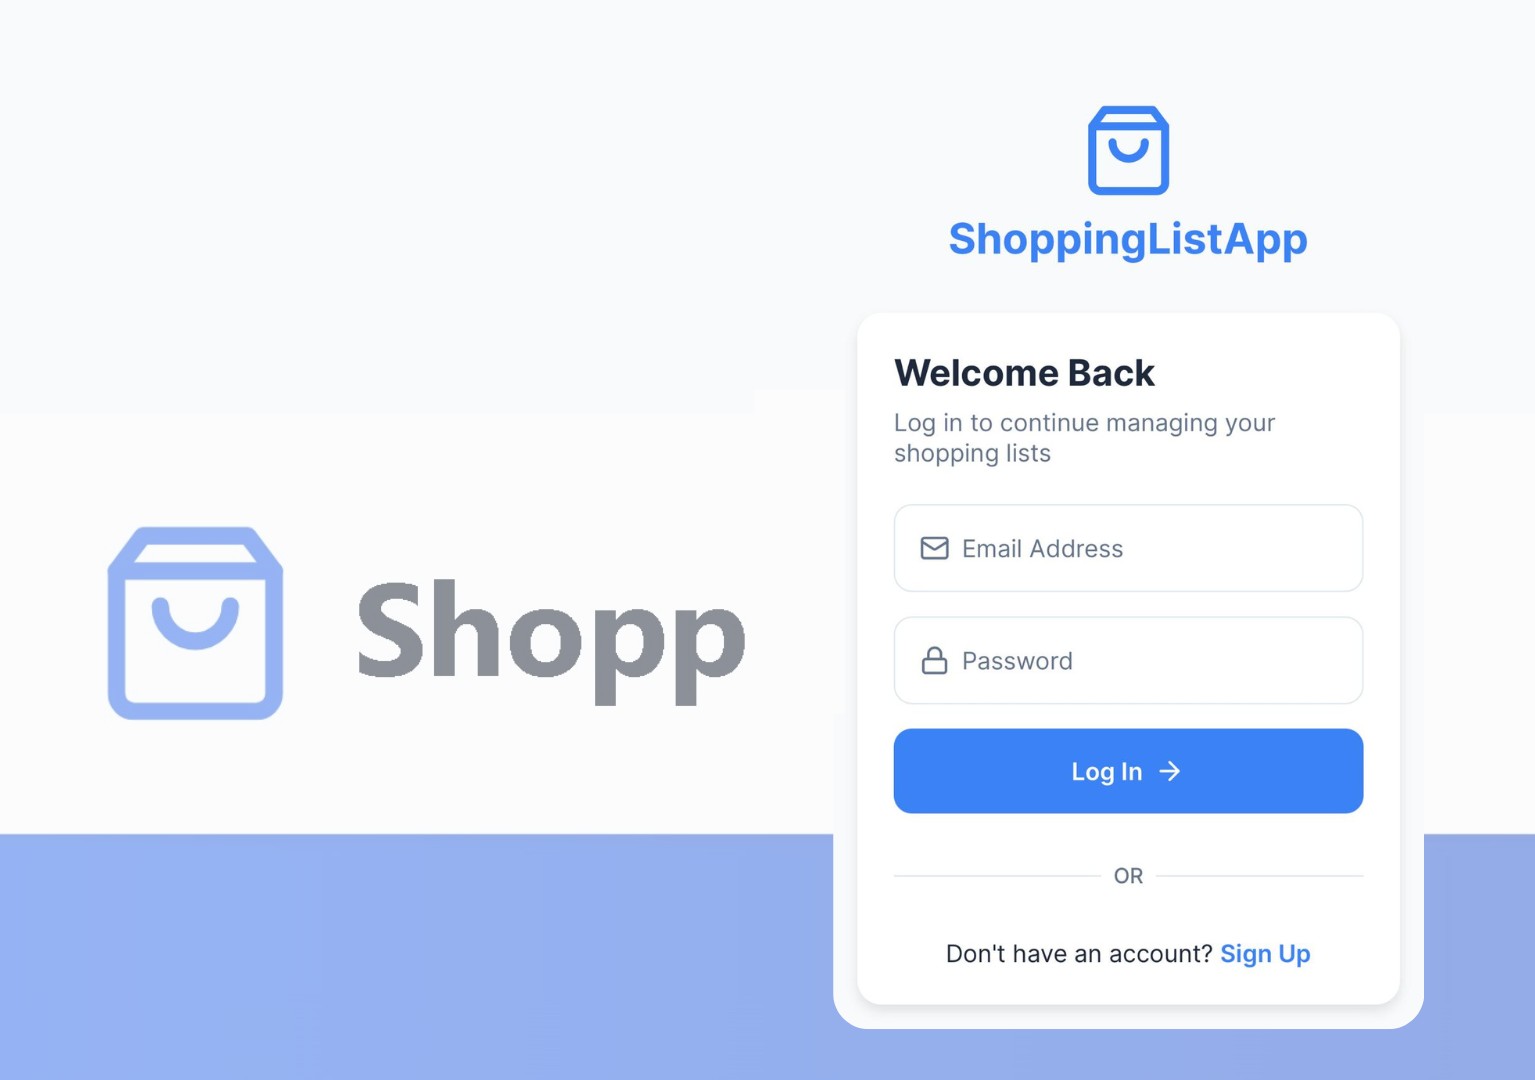 ShoppingListApp
Welcome Back
Log in to continue managing your
shopping lists
Email Address
Password
Log In
OR
Don't have an account? Sign Up
Shopp